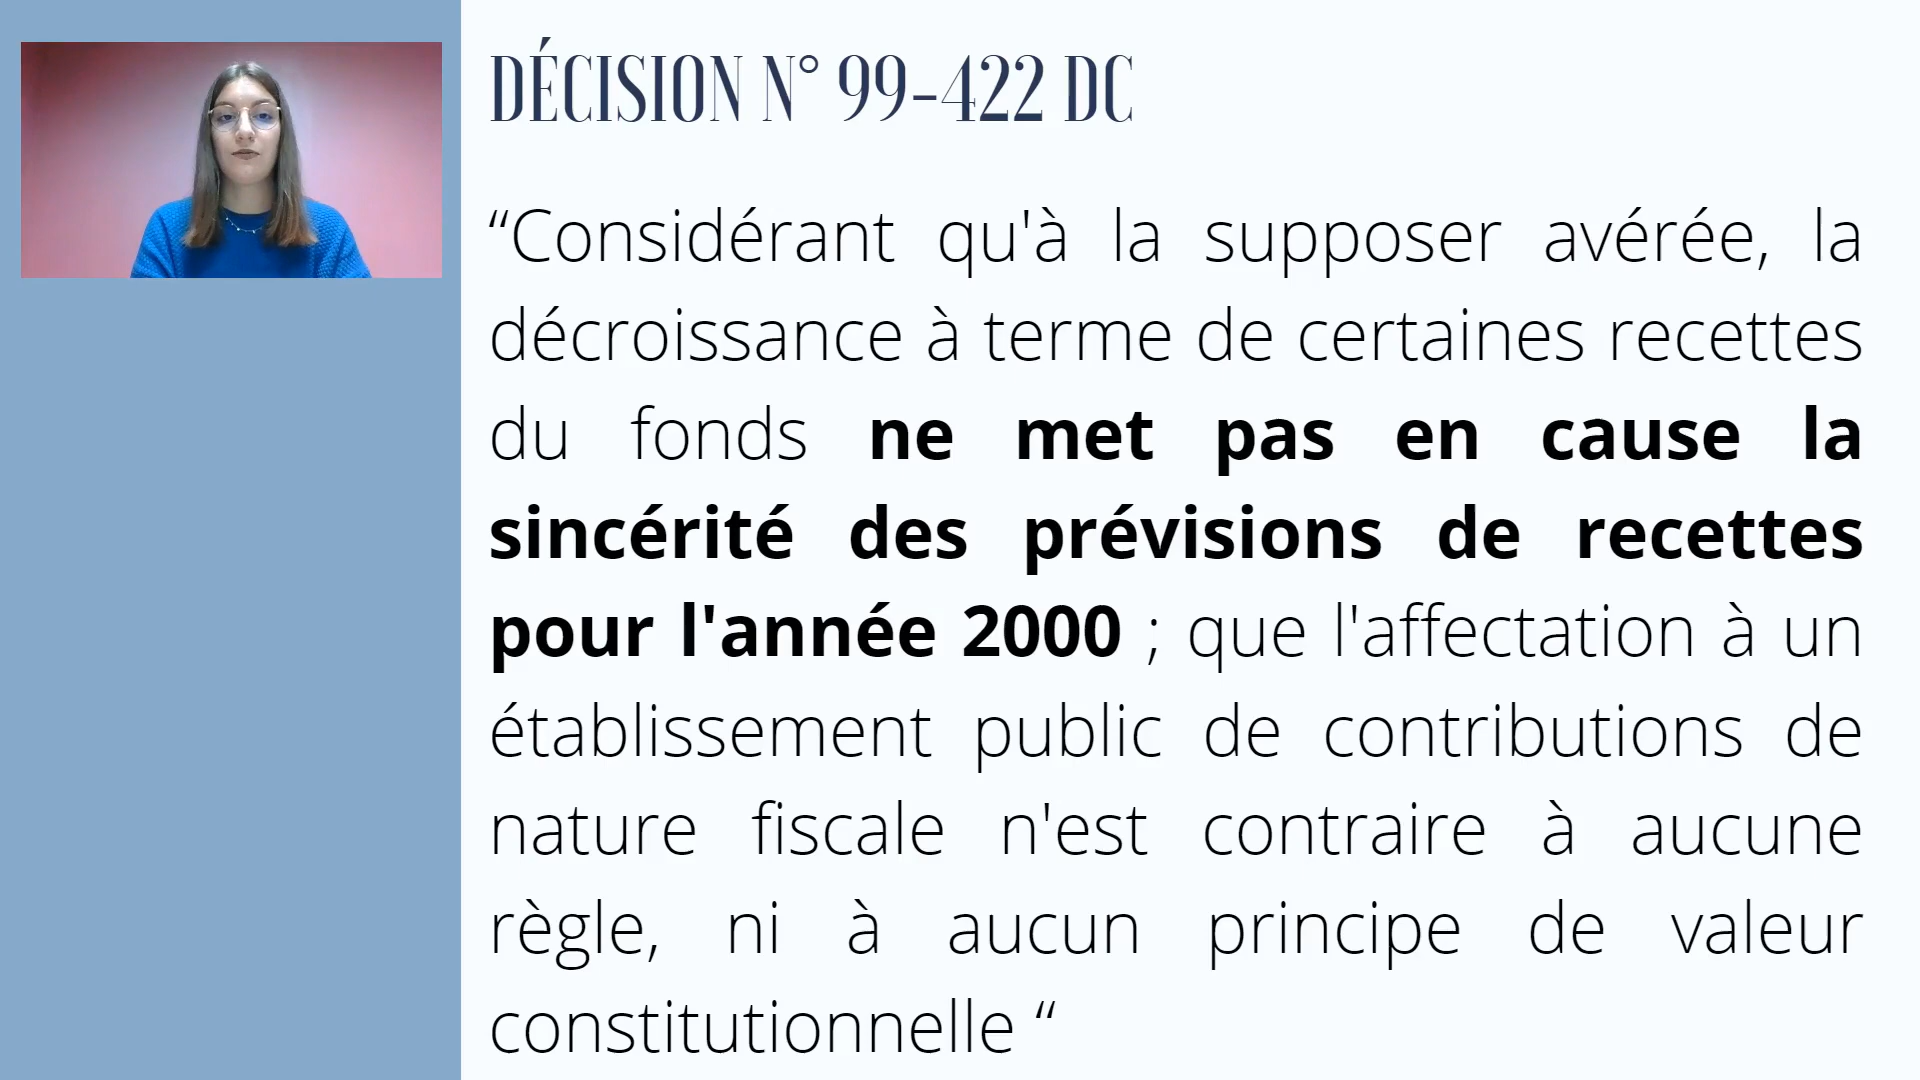 DÉCISION N° 99-422 DC
“Considérant qu'à la supposer avérée, la
décroissance à terme de certaines recettes
du fonds ne met pas en cause la
sincérité des prévisions de recettes
pour l'année 2000 ; que l'affectation à un
établissement public de contributions de
nature fiscale n'est contraire à aucune
règle, ni à aucun principe de valeur
constitutionnelle “